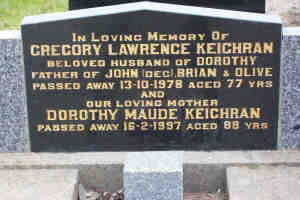 IN LOVING MEMORY OF
GREGORY LAWRENCE KEICHRAN
BELOVED HUSBAND OF DOROTHY
FATHER OF JOHN (DEC), BRIAN & OLIVE
PASSED AWAY 13-10-1978 AGED 77 YRS
AND
OUR LOVING MOTHER
DOROTHY MAUDE KEICHRAN
PASSED AWAY 16-2-1997 AGED 88 YRS